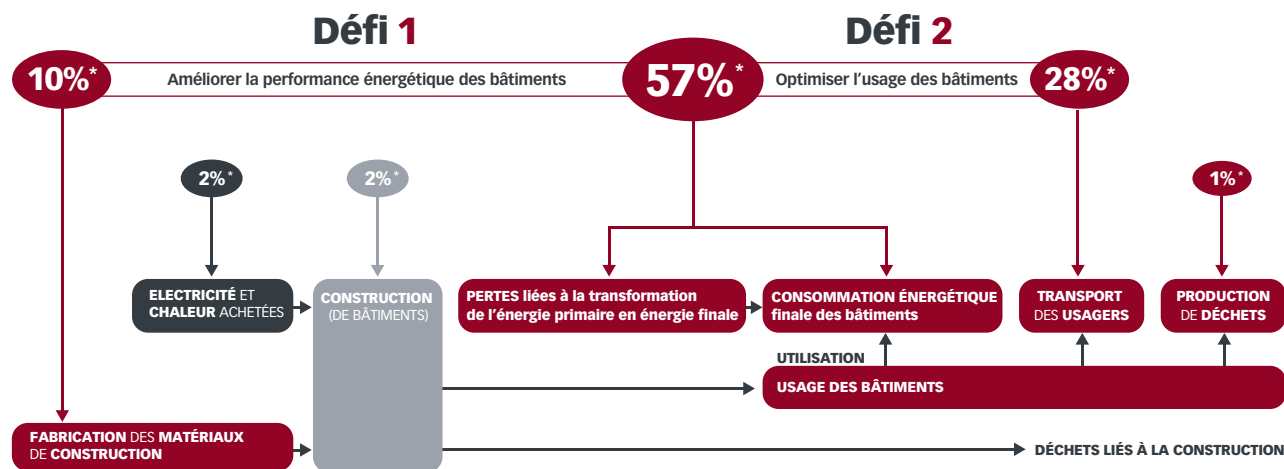 Défi 1
Défi 2
10%*
Améliorer la performance énergétique des bâtiments
57%*
Optimiser l'usage des bâtiments
28%*
2%*
2%*
1%*
ELECTRICITÉ ET
CHALEUR ACHETÉES
CONSTRUCTION
(DE BÂTIMENTS)
PERTES liées à la transformation
de l'énergie primaire en énergie finale
CONSOMMATION ÉNERGÉTIQUE
finale des bâtiments
TRANSPORT
DES USAGERS
PRODUCTION
DE DÉCHETS
UTILISATION
USAGE DES BÂTIMENTS
FABRICATION DES MATÉRIAUX
DE CONSTRUCTION
DÉCHETS LIÉS À LA CONSTRUCTION